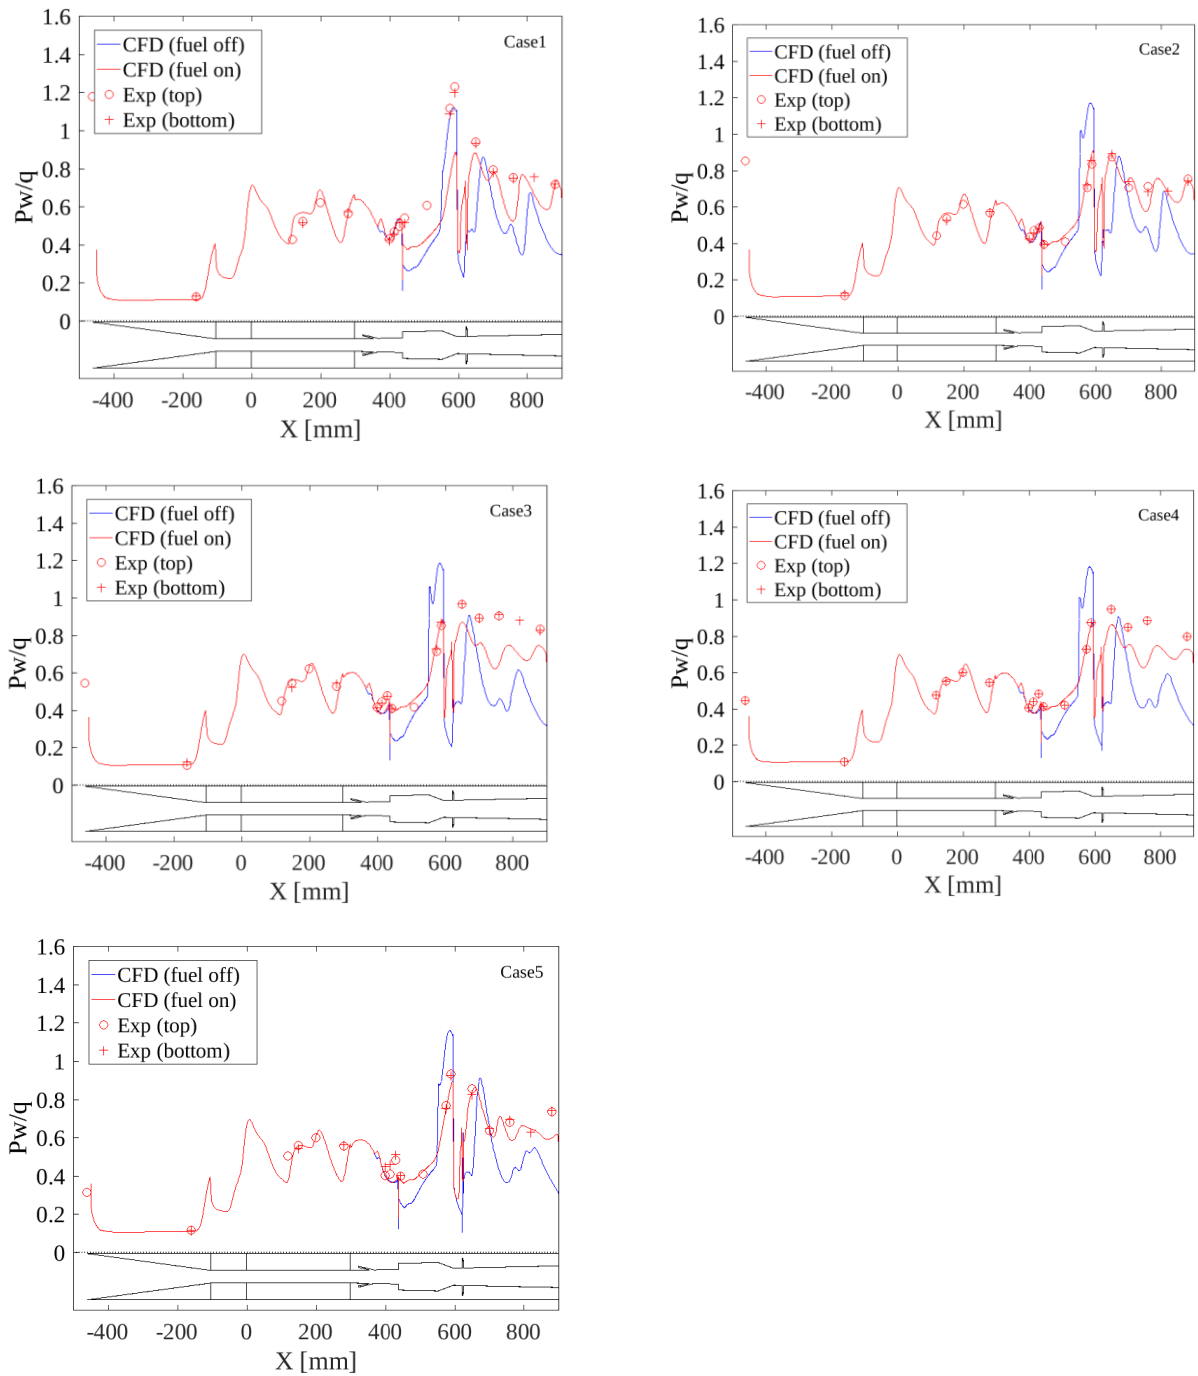 1.6
1.4
1.2
1
0.8
0.6
0.4
0.2
0
Pw/q
CFD (fuel off)
CFD (fuel on)
Exp (top)
Exp (bottom)
Case1
-400 -200 0 200 400 600 800
X [mm]
1.6
1.4
1.2
1
0.8
0.6
0.4
0.2
0
Pw/q
CFD (fuel off)
CFD (fuel on)
Exp (top)
Exp (bottom)
Case2
-400 -200 0 200 400 600 800
X [mm]
1.6
1.4
1.2
1
0.8
0.6
0.4
0.2
0
Pw/q
CFD (fuel off)
CFD (fuel on)
Exp (top)
Exp (bottom)
Case3
-400 -200 0 200 400 600 800
X [mm]
1.6
1.4
1.2
1
0.8
0.6
0.4
0.2
0
Pw/q
CFD (fuel off)
CFD (fuel on)
Exp (top)
Exp (bottom)
Case4
-400 -200 0 200 400 600 800
X [mm]
1.6
1.4
1.2
1
0.8
0.6
0.4
0.2
0
Pw/q
CFD (fuel off)
CFD (fuel on)
Exp (top)
Exp (bottom)
Case5
-400 -200 0 200 400 600 800
X [mm]